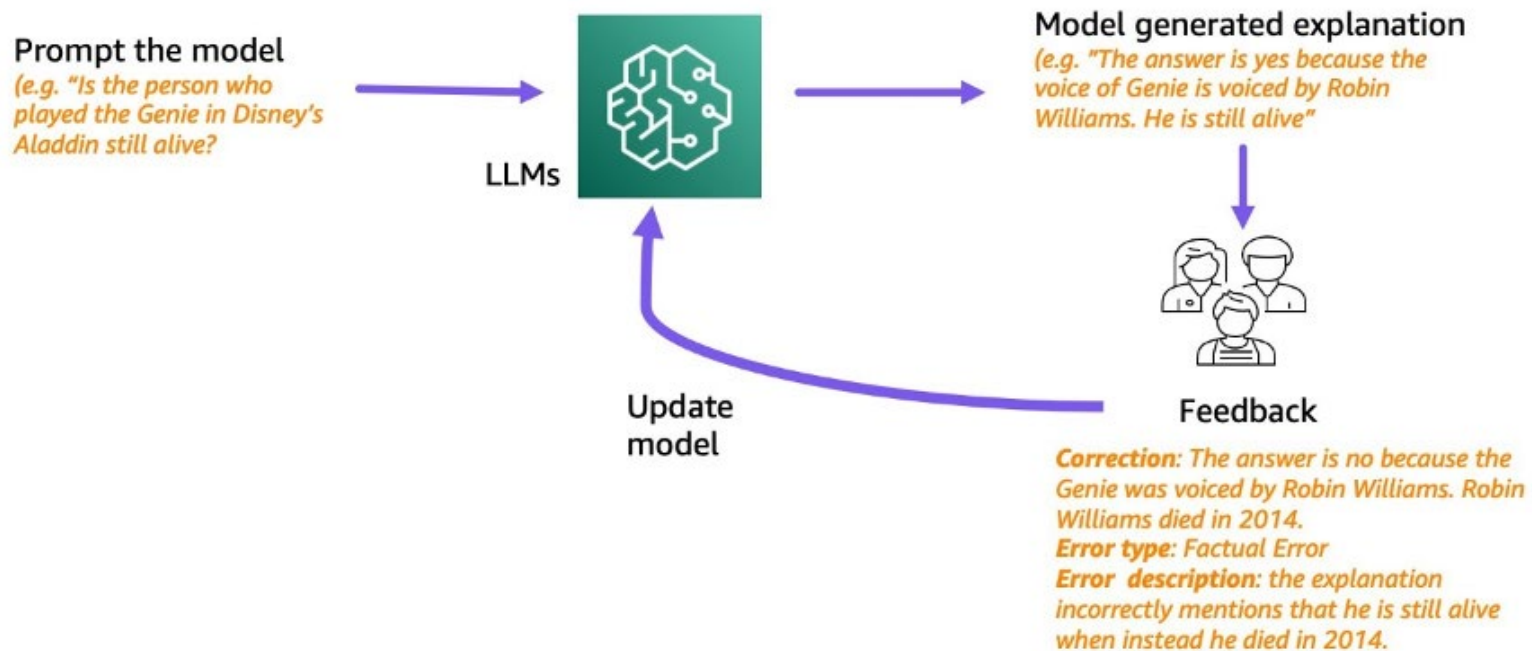 Prompt the model
(e.g. “Is the person who
played the Genie in Disney’s
Aladdin still alive?
LLMs
Model generated explanation
(e.g. ”The answer is yes because the
voice of Genie is voiced by Robin
Williams. He is still alive”
Update
model
Feedback
Correction: The answer is no because the
Genie was voiced by Robin Williams. Robin
Williams died in 2014.
Error type: Factual Error
Error description: the explanation
incorrectly mentions that he is still alive
when instead he died in 2014.